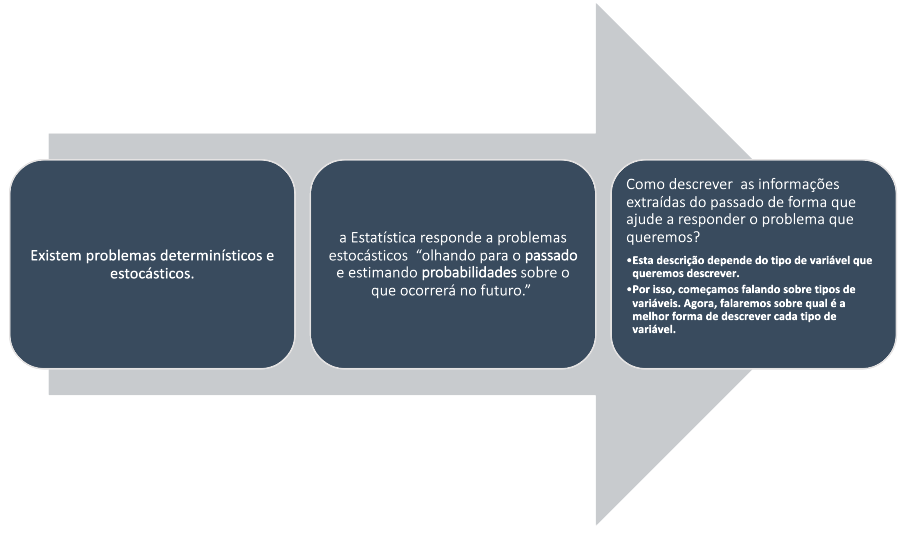 Existem problemas determinísticos e
estocásticos.
a Estatística responde a problemas
estocásticos  “olhando para o passado
e estimando probabilidades sobre o
que ocorrerá no futuro.”
Como descrever  as informações
extraídas do passado de forma que
ajude a responder o problema que
queremos?
•Esta descrição depende do tipo de variável que
queremos descrever.
•Por isso, começamos falando sobre tipos de
variáveis. Agora, falaremos sobre qual é a
melhor forma de descrever cada tipo de
variável.